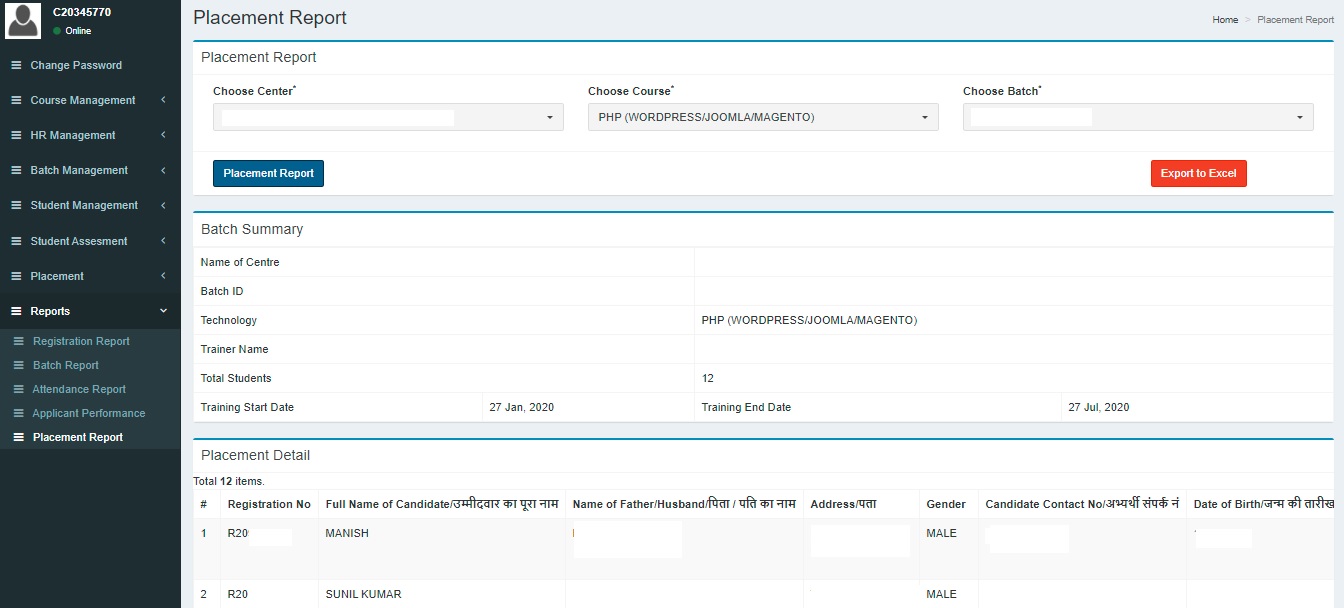 C20345770
Online
Change Password
Course Management
HR Management
Batch Management
Student Management
Student Assesment
Placement
Reports
Registration Report
Batch Report
Attendance Report
Applicant Performance
Placement Report
Placement Report
Home > Placement Report
Placement Report
Choose Center* Choose Course* Choose Batch*
PHP (WORDPRESS/JOOMLA/MAGENTO)
Placement Report Export to Excel
Batch Summary
Name of Centre
Batch ID
Technology PHP (WORDPRESS/JOOMLA/MAGENTO)
Trainer Name
Total Students 12
Training Start Date 27 Jan, 2020 Training End Date 27 Jul, 2020
Placement Detail
Total 12 items.
# Registration No Full Name of Candidate/उम्मीदवार का पूरा नाम Name of Father/Husband/पिता / पति का नाम Address/पता Gender Candidate Contact No/अभ्यर्थी संपर्क नं Date of Birth/जन्म की तारीख
1 R20 MANISH MALE
2 R20 SUNIL KUMAR MALE